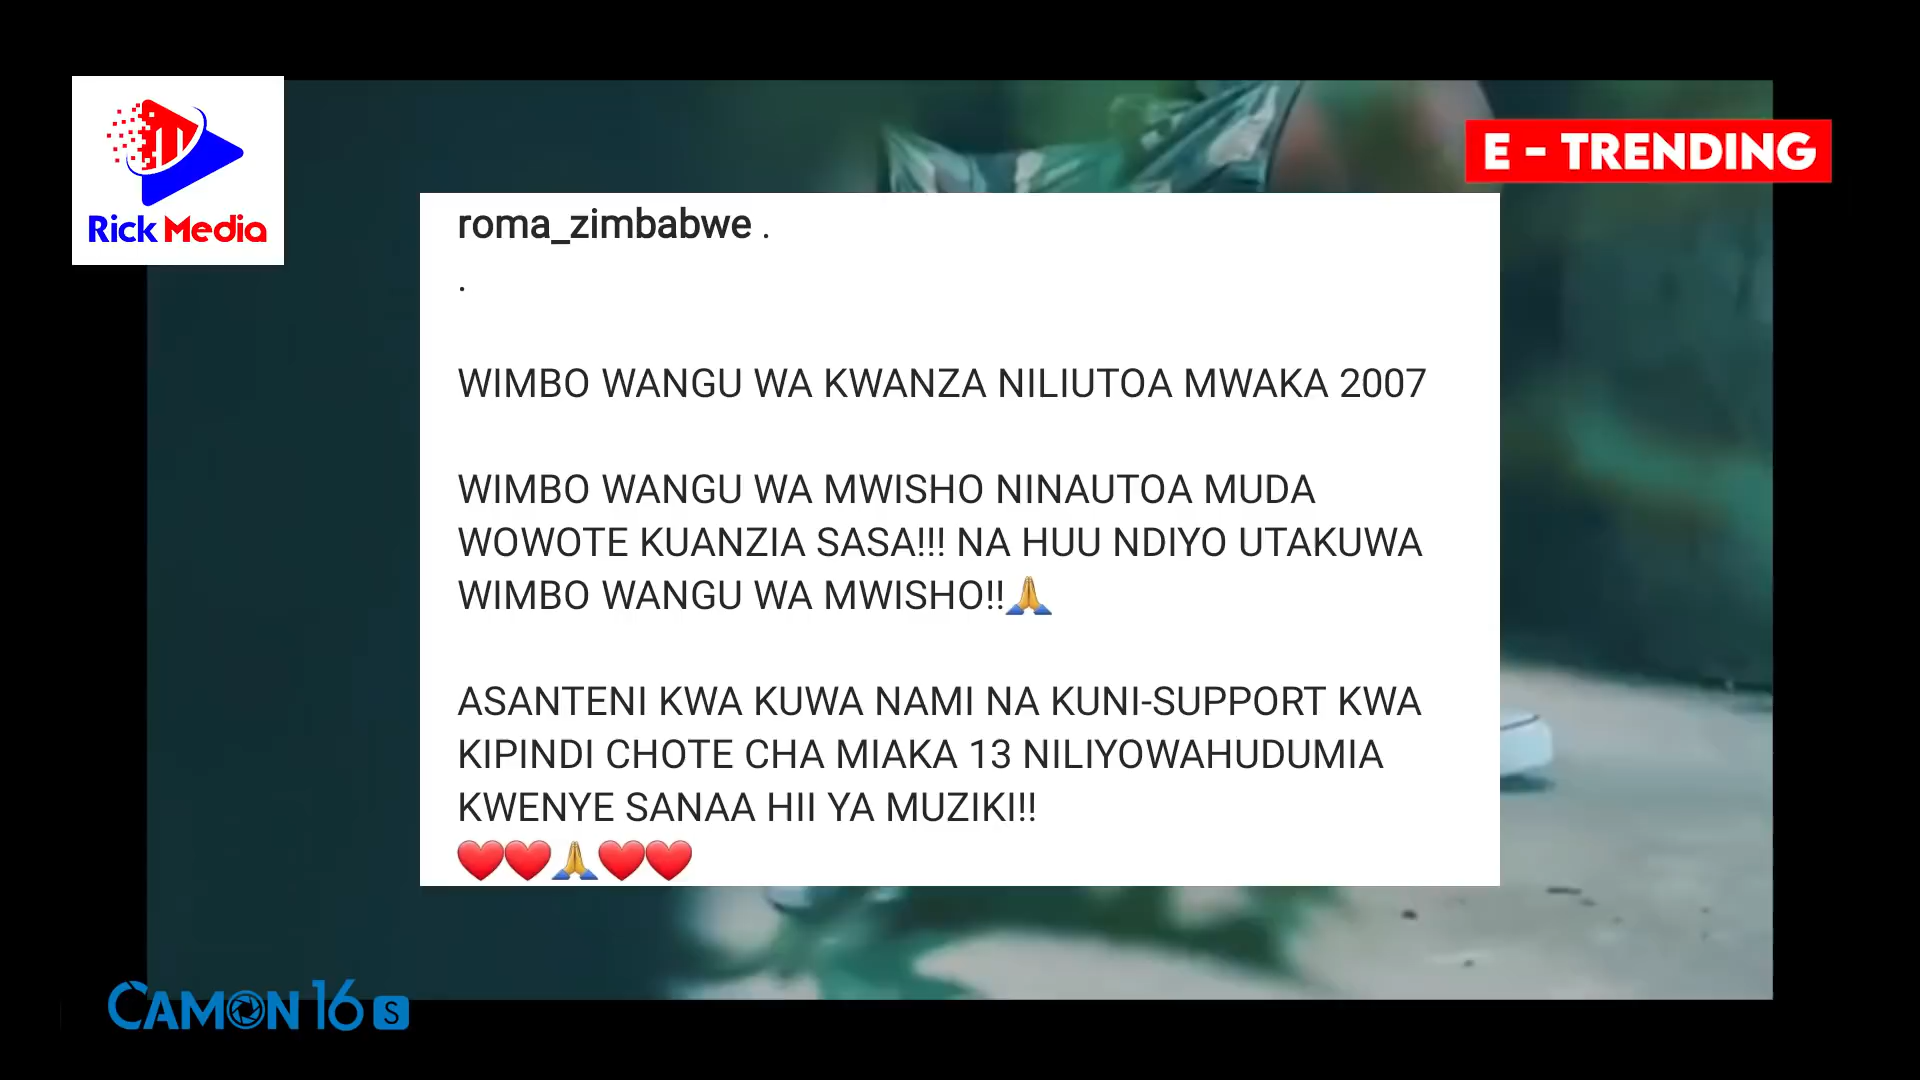 Rick Media
E - TRENDING
roma_zimbabwe .
.
WIMBO WANGU WA KWANZA NILIUTOA MWAKA 2007
WIMBO WANGU WA MWISHO NINAUTOA MUDA
WOWOTE KUANZIA SASA!!! NA HUU NDIYO UTAKUWA
WIMBO WANGU WA MWISHO!!🙏
ASANTENI KWA KUWA NAMI NA KUNI-SUPPORT KWA
KIPINDI CHOTE CHA MIAKA 13 NILIYOWAHUDUMIA
KWENYE SANAA HII YA MUZIKI!!
❤️❤️🙏❤️❤️
CAMON 16 S